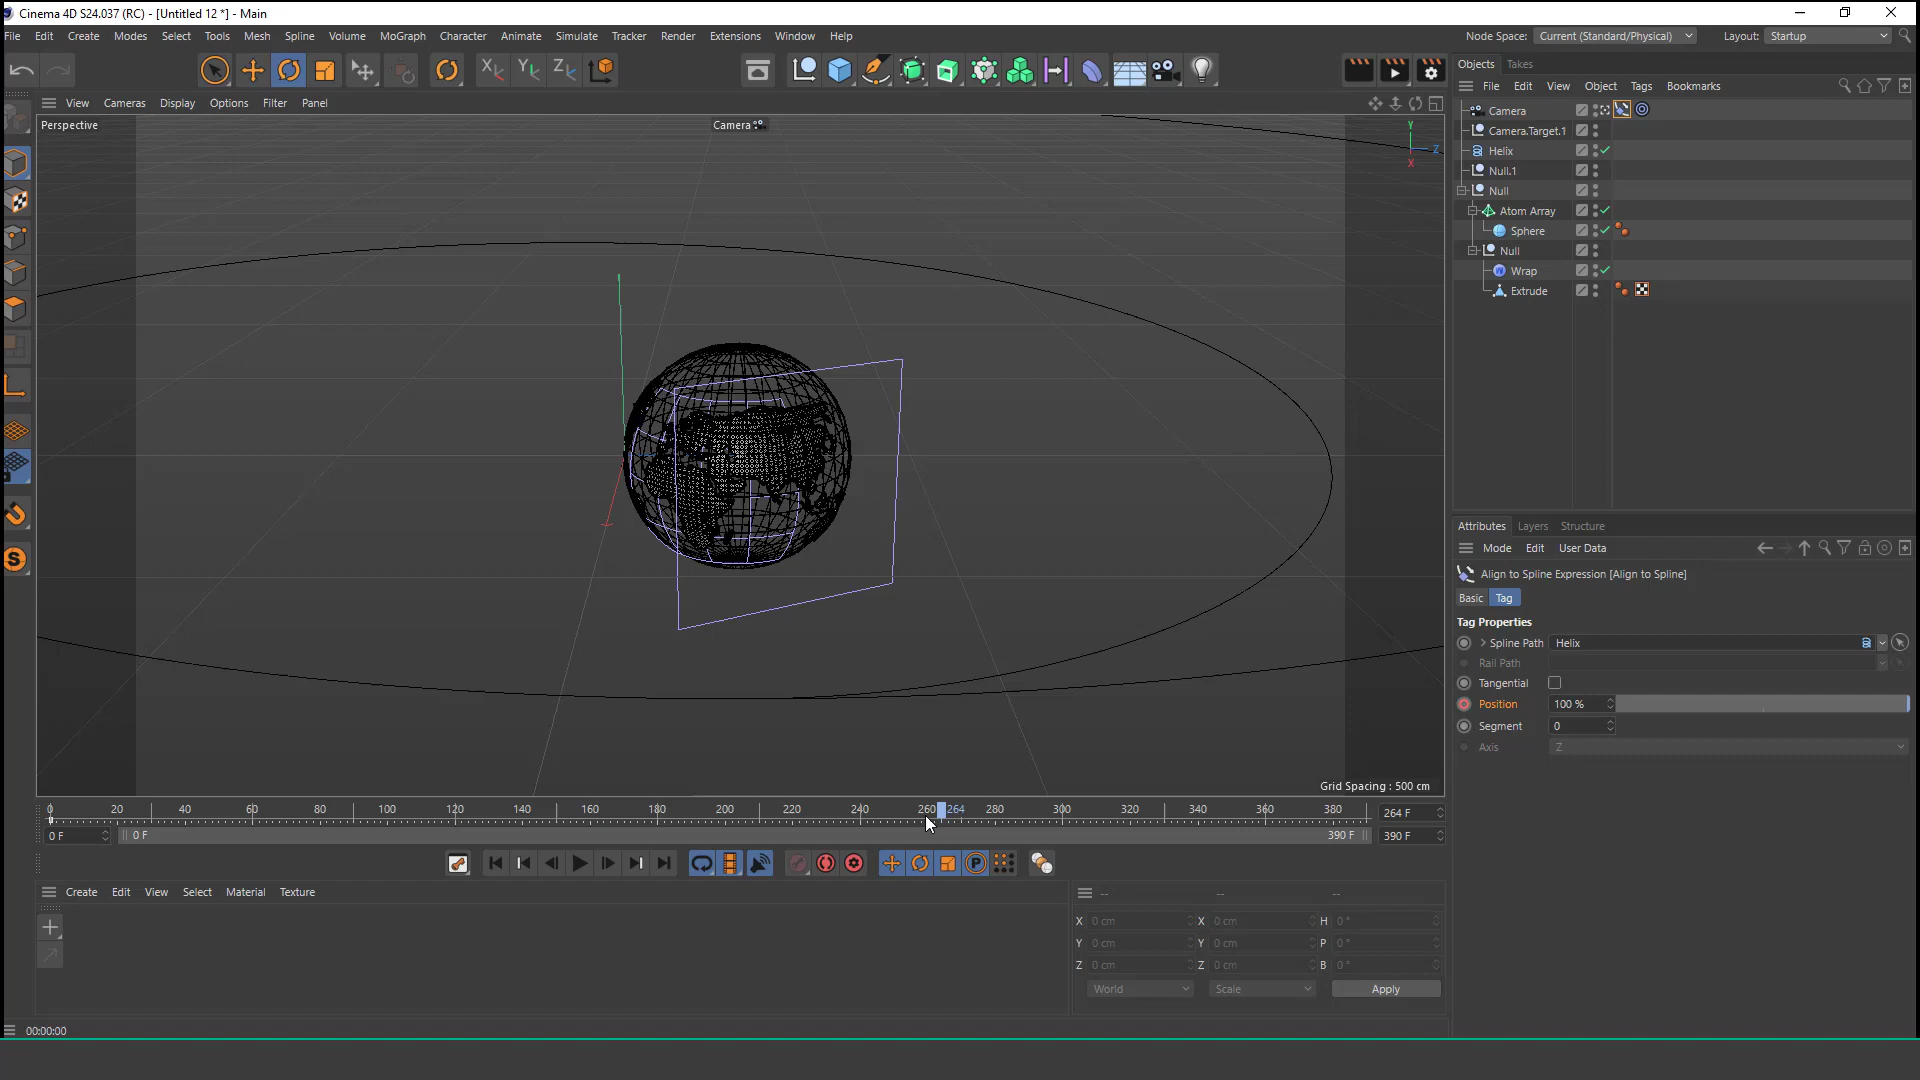 Cinema 4D S24.037 (RC) - [Untitled 12 *] - Main
File Edit Create Modes Select Tools Mesh Spline Volume MoGraph Character Animate Simulate Tracker Render Extensions Window Help
Node Space: Current (Standard/Physical) Layout: Startup
Objects Takes
File Edit View Object Tags Bookmarks
View Cameras Display Options Filter Panel
Perspective
Camera
Y
Z
X
Camera
Camera.Target.1
Helix
Null.1
Null
Atom Array
Sphere
Null
Wrap
Extrude
Grid Spacing : 500 cm
Attributes Layers Structure
Mode Edit User Data
Align to Spline Expression [Align to Spline]
Basic Tag
Tag Properties
Spline Path Helix
Rail Path
Tangential
Position 100 %
Segment 0
Axis Z
0 20 40 60 80 100 120 140 160 180 200 220 240 260 264 280 300 320 340 360 380
264 F
0 F 0 F 390 F 390 F
Create Edit View Select Material Texture
-- -- --
X 0 cm X 0 cm H 0 °
Y 0 cm Y 0 cm P 0 °
Z 0 cm Z 0 cm B 0 °
World Scale Apply
00:00:00